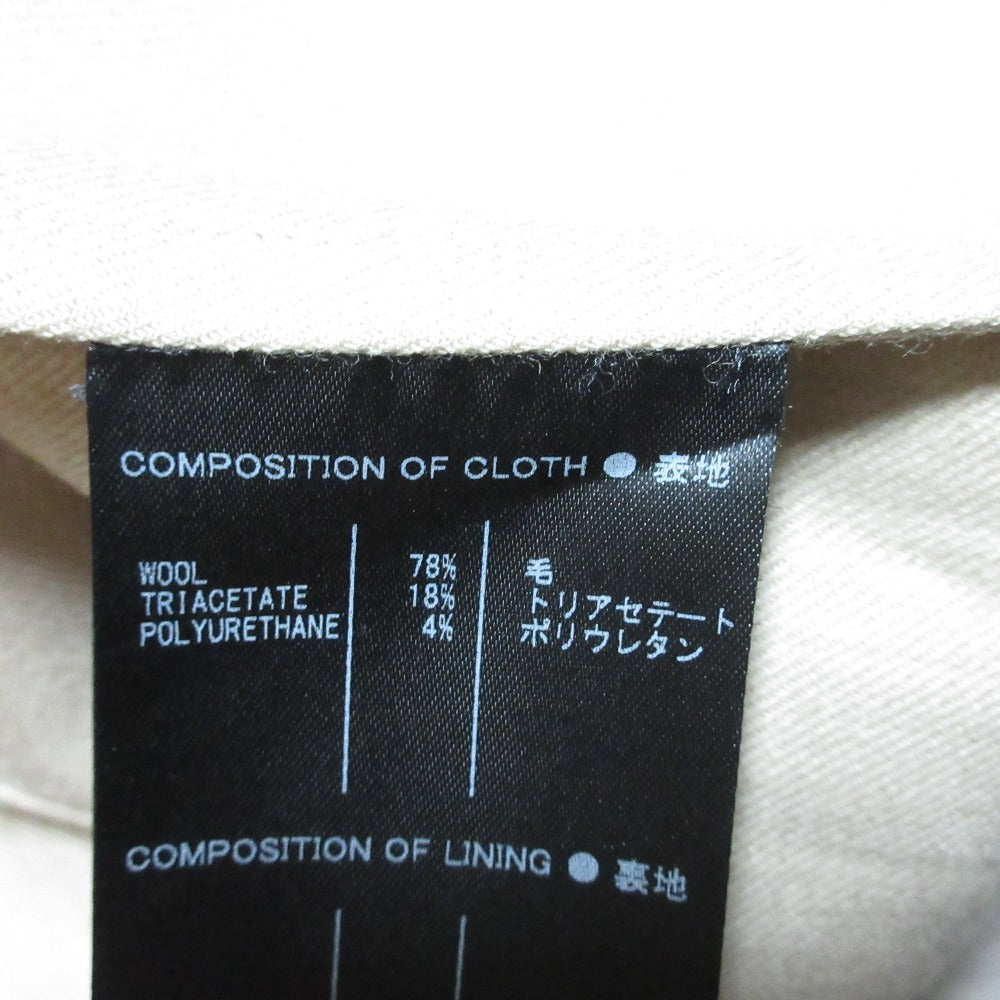 COMPOSITION OF CLOTH ● 表地
WOOL 78% 毛
TRIACETATE 18% トリアセテート
POLYURETHANE 4% ポリウレタン
COMPOSITION OF LINING ● 裏地